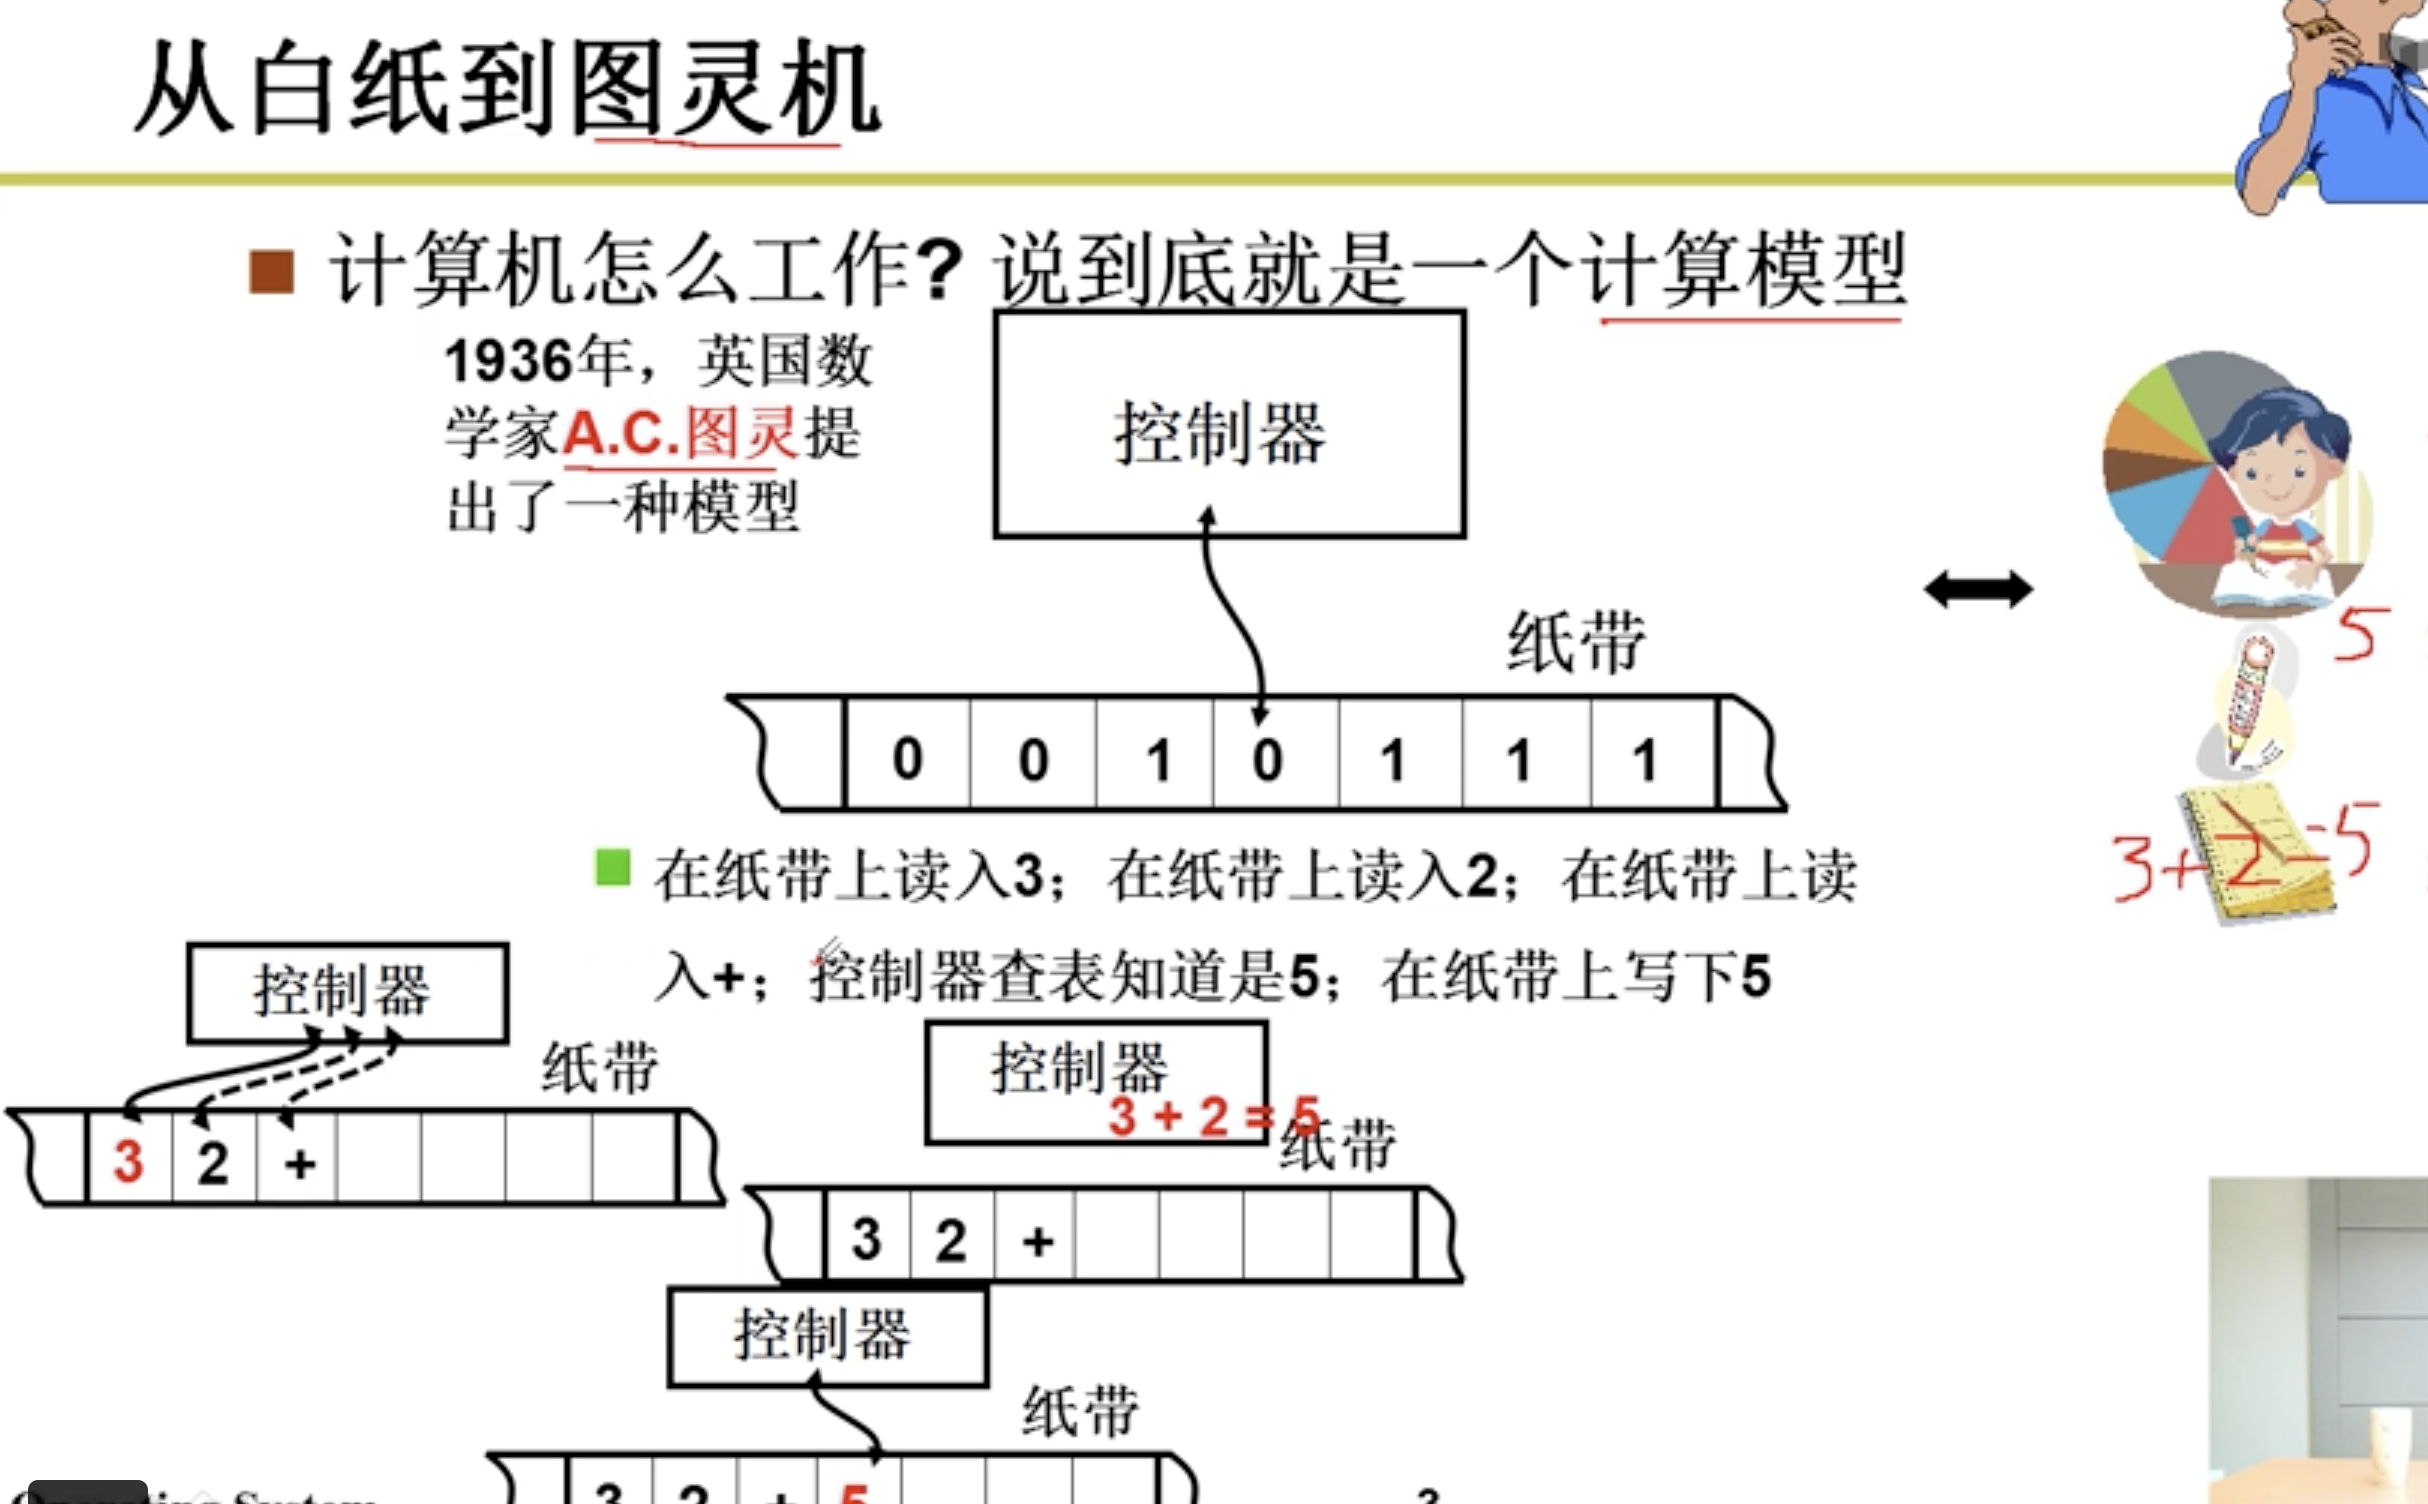 从白纸到图灵机
计算机怎么工作? 说到底就是一个计算模型
1936年，英国数
学家A.C.图灵提
出了一种模型
控制器
纸带
0 0 1 0 1 1 1
5
3+2=5
在纸带上读入3；在纸带上读入2；在纸带上读
入+；控制器查表知道是5；在纸带上写下5
控制器
纸带
3 2 +
控制器
3 + 2 = 5
纸带
3 2 +
控制器
纸带
3 2 + 5
System